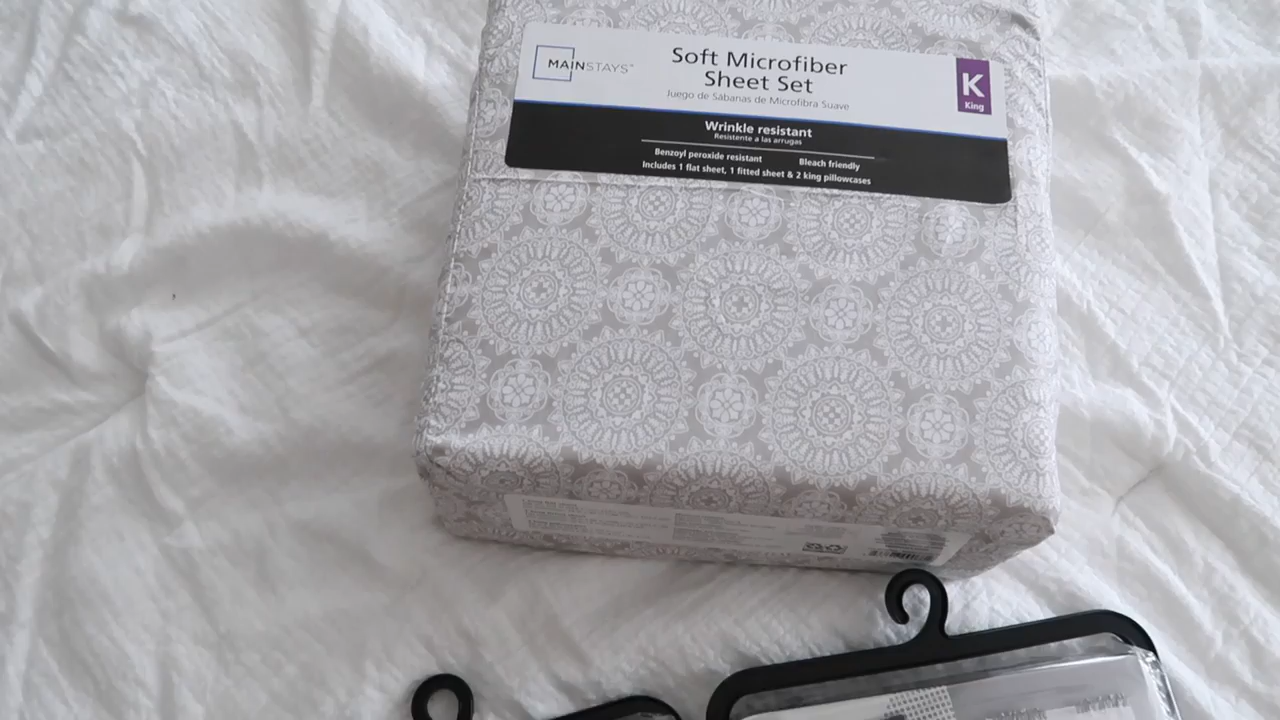 MAINSTAYS™
Soft Microfiber
Sheet Set
Juego de Sábanas de Microfibra Suave
K
King
Wrinkle resistant
Resistente a las arrugas
Benzoyl peroxide resistant Bleach friendly
Includes 1 flat sheet, 1 fitted sheet & 2 king pillowcases